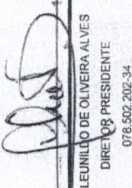 LEUNILDO DE OLIVEIRA ALVES
DIRETOR PRESIDENTE
078.502.202-34